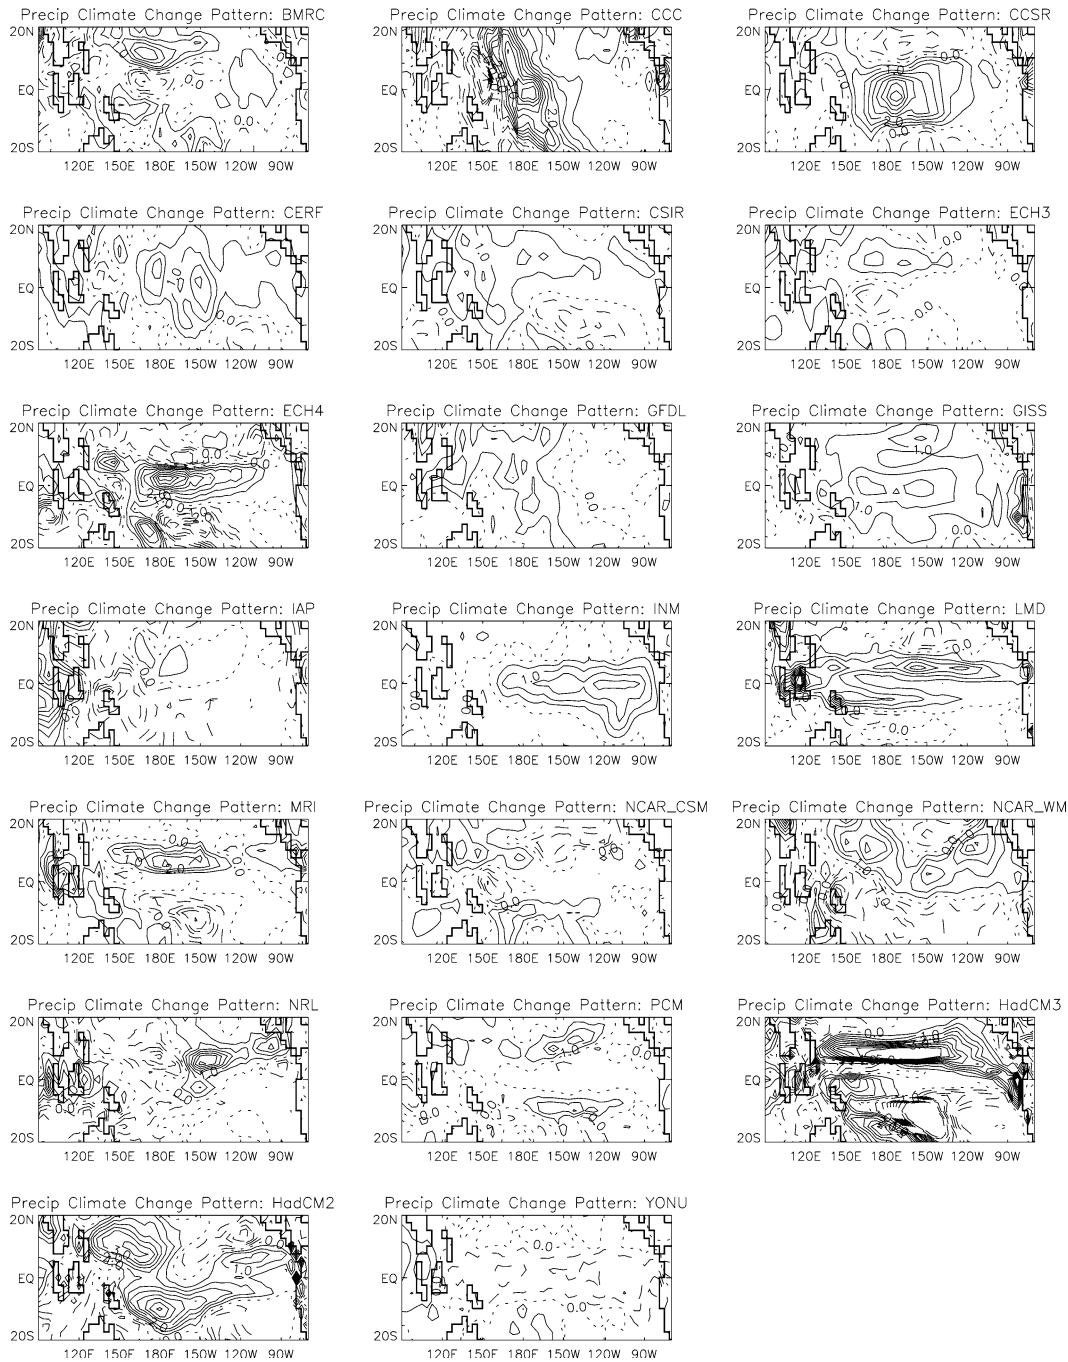 Precip Climate Change Pattern: BMRC
Precip Climate Change Pattern: CCC
Precip Climate Change Pattern: CCSR
20N
20N
20N
EQ
EQ
EQ
20S
20S
20S
120E 150E 180E 150W 120W 90W
120E 150E 180E 150W 120W 90W
120E 150E 180E 150W 120W 90W
Precip Climate Change Pattern: CERF
Precip Climate Change Pattern: CSIR
Precip Climate Change Pattern: ECH3
20N
20N
20N
EQ
EQ
EQ
20S
20S
20S
120E 150E 180E 150W 120W 90W
120E 150E 180E 150W 120W 90W
120E 150E 180E 150W 120W 90W
Precip Climate Change Pattern: ECH4
Precip Climate Change Pattern: GFDL
Precip Climate Change Pattern: GISS
20N
20N
20N
EQ
EQ
EQ
20S
20S
20S
120E 150E 180E 150W 120W 90W
120E 150E 180E 150W 120W 90W
120E 150E 180E 150W 120W 90W
Precip Climate Change Pattern: IAP
Precip Climate Change Pattern: INM
Precip Climate Change Pattern: LMD
20N
20N
20N
EQ
EQ
EQ
20S
20S
20S
120E 150E 180E 150W 120W 90W
120E 150E 180E 150W 120W 90W
120E 150E 180E 150W 120W 90W
Precip Climate Change Pattern: MRI
Precip Climate Change Pattern: NCAR_CSM
Precip Climate Change Pattern: NCAR_WM
20N
20N
20N
EQ
EQ
EQ
20S
20S
20S
120E 150E 180E 150W 120W 90W
120E 150E 180E 150W 120W 90W
120E 150E 180E 150W 120W 90W
Precip Climate Change Pattern: NRL
Precip Climate Change Pattern: PCM
Precip Climate Change Pattern: HadCM3
20N
20N
20N
EQ
EQ
EQ
20S
20S
20S
120E 150E 180E 150W 120W 90W
120E 150E 180E 150W 120W 90W
120E 150E 180E 150W 120W 90W
Precip Climate Change Pattern: HadCM2
Precip Climate Change Pattern: YONU
20N
20N
EQ
EQ
20S
20S
120E 150E 180E 150W 120W 90W
120E 150E 180E 150W 120W 90W